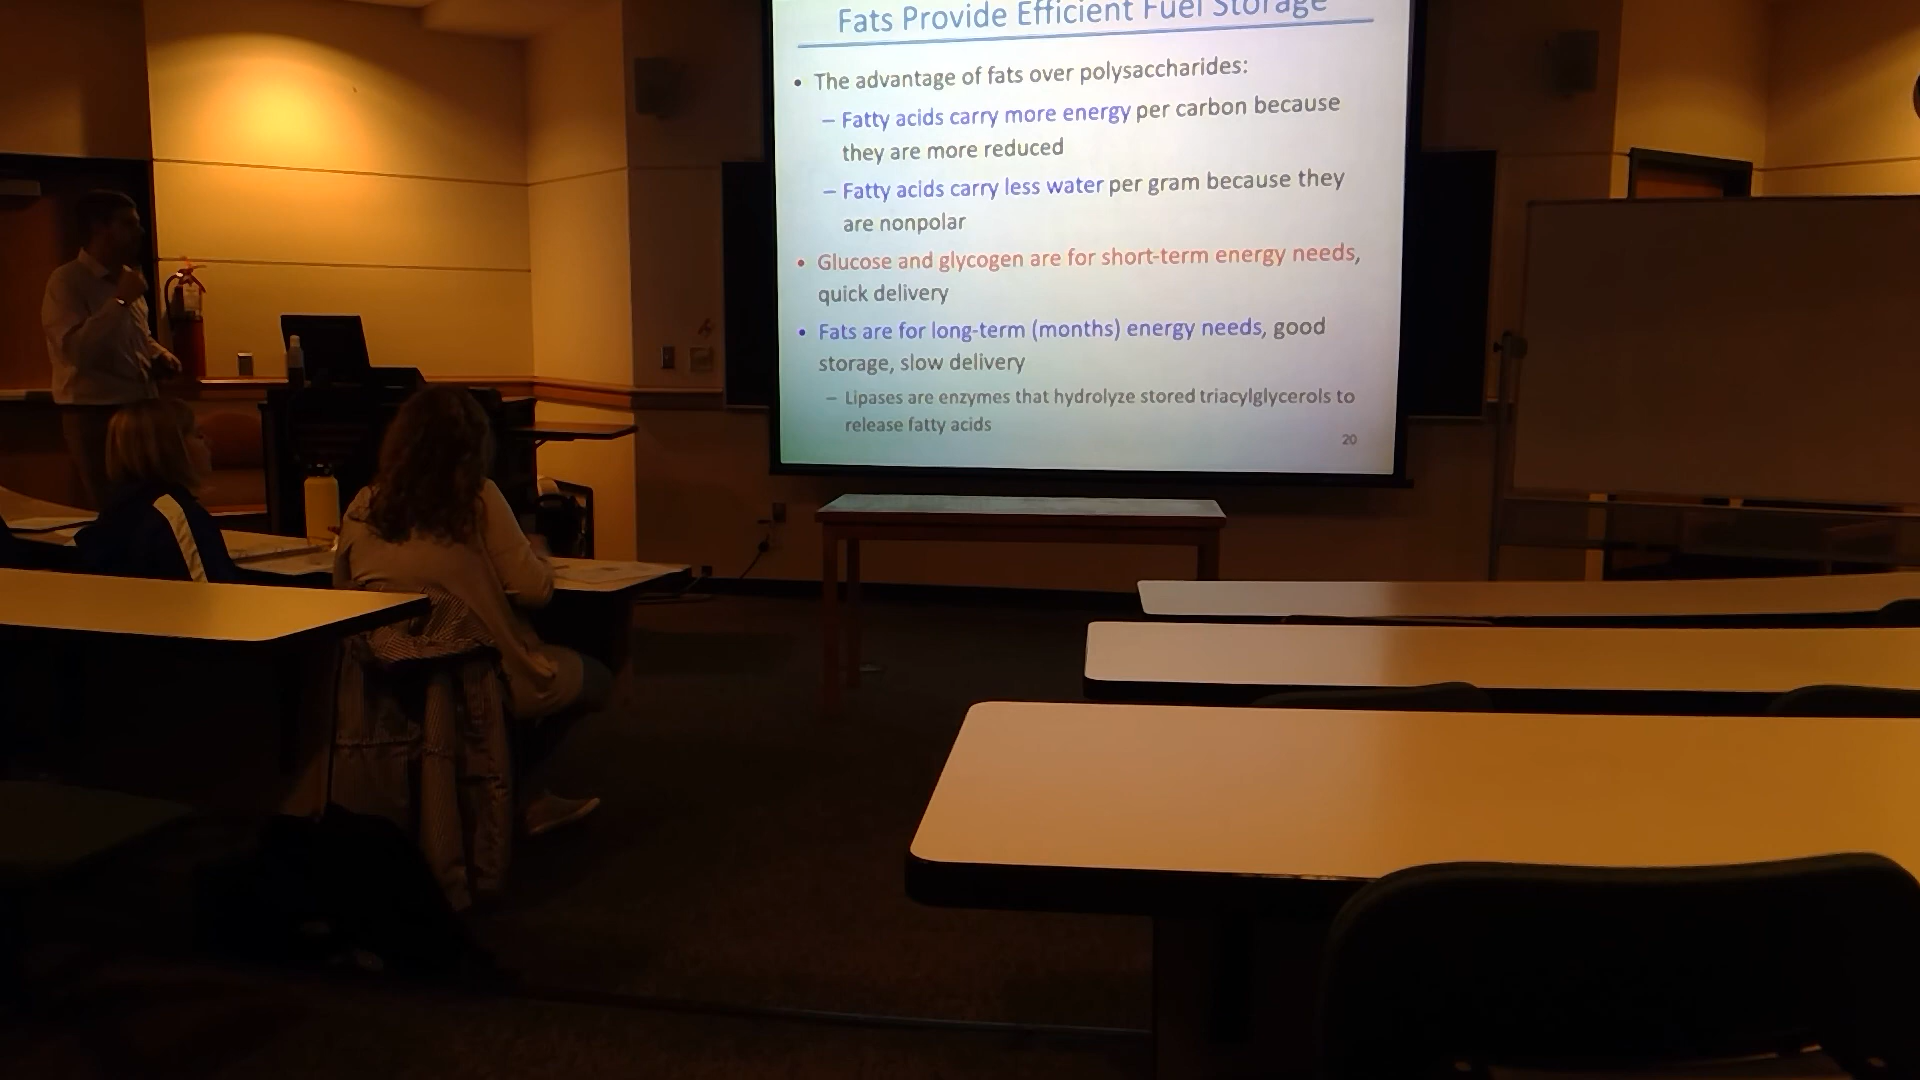 Fats Provide Efficient Fuel Storage
• The advantage of fats over polysaccharides:
– Fatty acids carry more energy per carbon because
they are more reduced
– Fatty acids carry less water per gram because they
are nonpolar
• Glucose and glycogen are for short-term energy needs,
quick delivery
• Fats are for long-term (months) energy needs, good
storage, slow delivery
– Lipases are enzymes that hydrolyze stored triacylglycerols to
release fatty acids
20